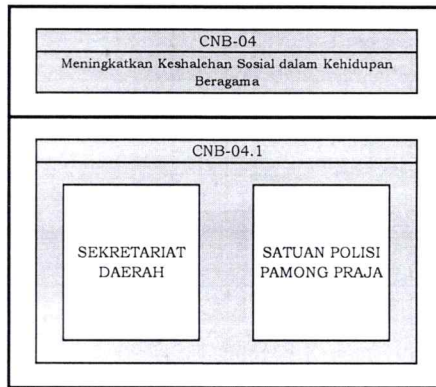 CNB-04
Meningkatkan Keshalehan Sosial dalam Kehidupan
Beragama
CNB-04.1
SEKRETARIAT
DAERAH
SATUAN POLISI
PAMONG PRAJA